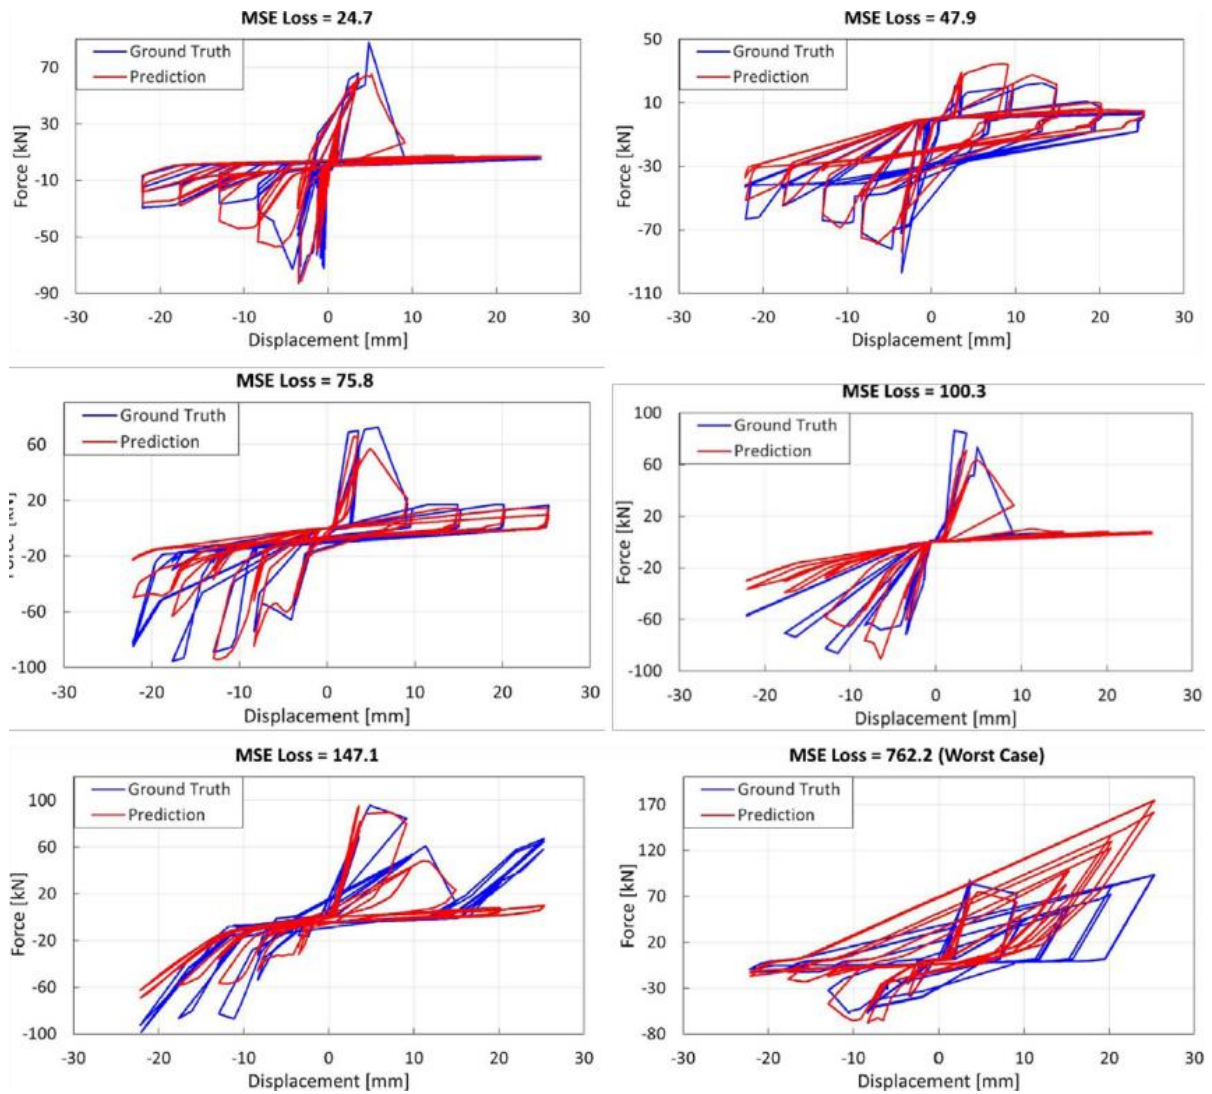 MSE Loss = 24.7
Ground Truth
Prediction
70
30
-10
-50
-90
Force [kN]
-30 -20 -10 0 10 20 30
Displacement [mm]
MSE Loss = 47.9
Ground Truth
Prediction
50
10
-30
-70
-110
Force [kN]
-30 -20 -10 0 10 20 30
Displacement [mm]
MSE Loss = 75.8
Ground Truth
Prediction
60
20
-20
-60
-100
Force [kN]
-30 -20 -10 0 10 20 30
Displacement [mm]
MSE Loss = 100.3
Ground Truth
Prediction
100
60
20
-20
-60
-100
Force [kN]
-30 -20 -10 0 10 20 30
Displacement [mm]
MSE Loss = 147.1
Ground Truth
Prediction
100
60
20
-20
-60
-100
Force [kN]
-30 -20 -10 0 10 20 30
Displacement [mm]
MSE Loss = 762.2 (Worst Case)
Ground Truth
Prediction
170
120
70
20
-30
-80
Force [kN]
-30 -20 -10 0 10 20 30
Displacement [mm]